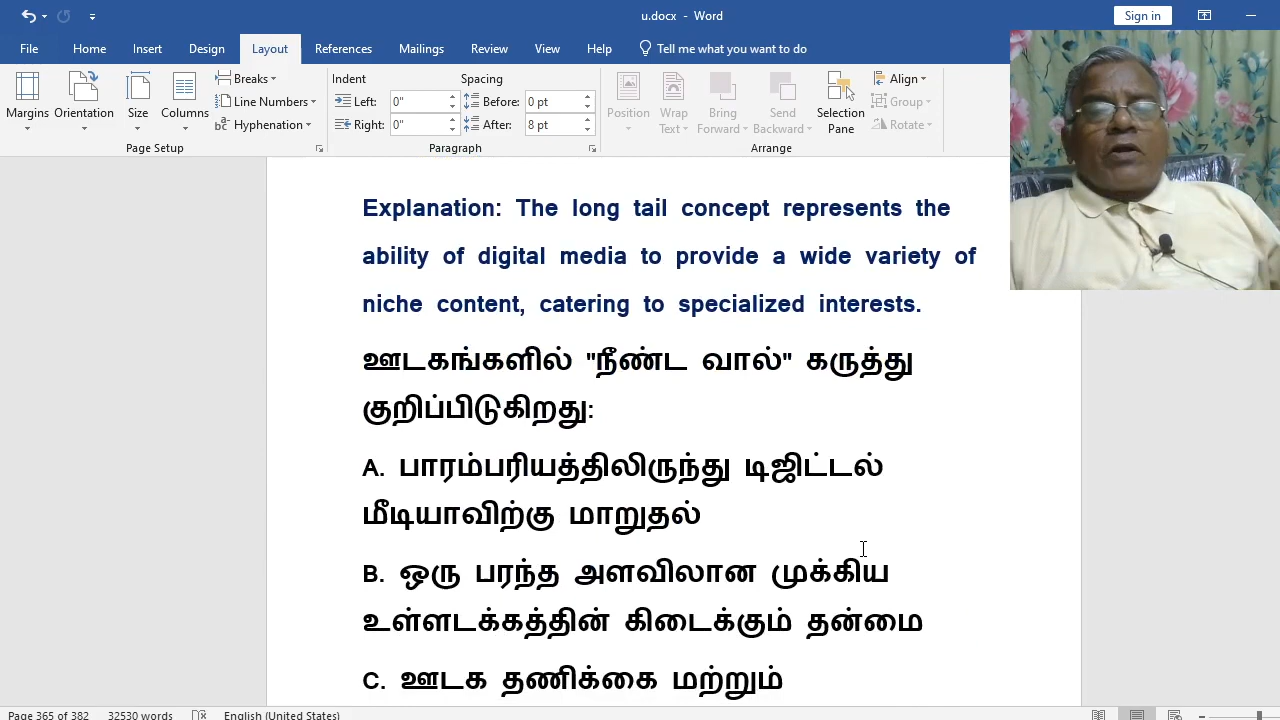 u.docx - Word
Sign in
File Home Insert Design Layout References Mailings Review View Help Tell me what you want to do
Margins Orientation Size Columns Breaks Line Numbers Hyphenation
Page Setup
Indent Spacing
Left: 0" Before: 0 pt
Right: 0" After: 8 pt
Paragraph
Position Wrap Text Bring Forward Send Backward Selection Pane Align Group Rotate
Arrange
Explanation: The long tail concept represents the
ability of digital media to provide a wide variety of
niche content, catering to specialized interests.
ஊடகங்களில் "நீண்ட வால்" கருத்து
குறிப்பிடுகிறது:
A. பாரம்பரியத்திலிருந்து டிஜிட்டல்
மீடியாவிற்கு மாறுதல்
B. ஒரு பரந்த அளவிலான முக்கிய
உள்ளடக்கத்தின் கிடைக்கும் தன்மை
C. ஊடக தணிக்கை மற்றும்
Page 365 of 382 32530 words English (United States)